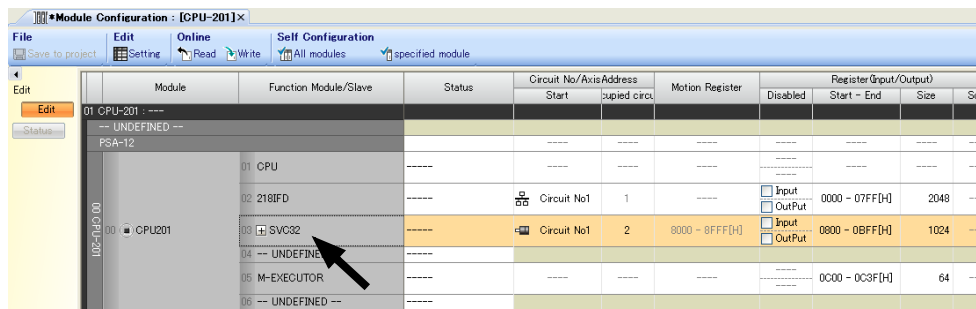 *Module Configuration : [CPU-201] ×
File Edit Online Self Configuration
Save to project Setting Read Write All modules specified module
Edit
Edit
Status
Module Function Module/Slave Status Circuit No/AxisAddress Motion Register Register(Input/Output)
Start Disabled Start - End Size
01 CPU-201 : ---
-- UNDEFINED --
PSA-12 ---- ---- ---- ---- ---- ----
00 CPU-201
00 CPU201
01 CPU ----- ---- ---- ---- ---- ---- ---- ----
02 218IFD ----- Circuit No1 1 ---- Input OutPut 0000 - 07FF[H] 2048
03 SVC32 ----- Circuit No1 2 8000 - 8FFF[H] Input OutPut 0800 - 0BFF[H] 1024
04 -- UNDEFINED -----
05 M-EXECUTOR ----- ---- ---- ---- ---- ---- 0C00 - 0C3F[H] 64
06 -- UNDEFINED -- -----